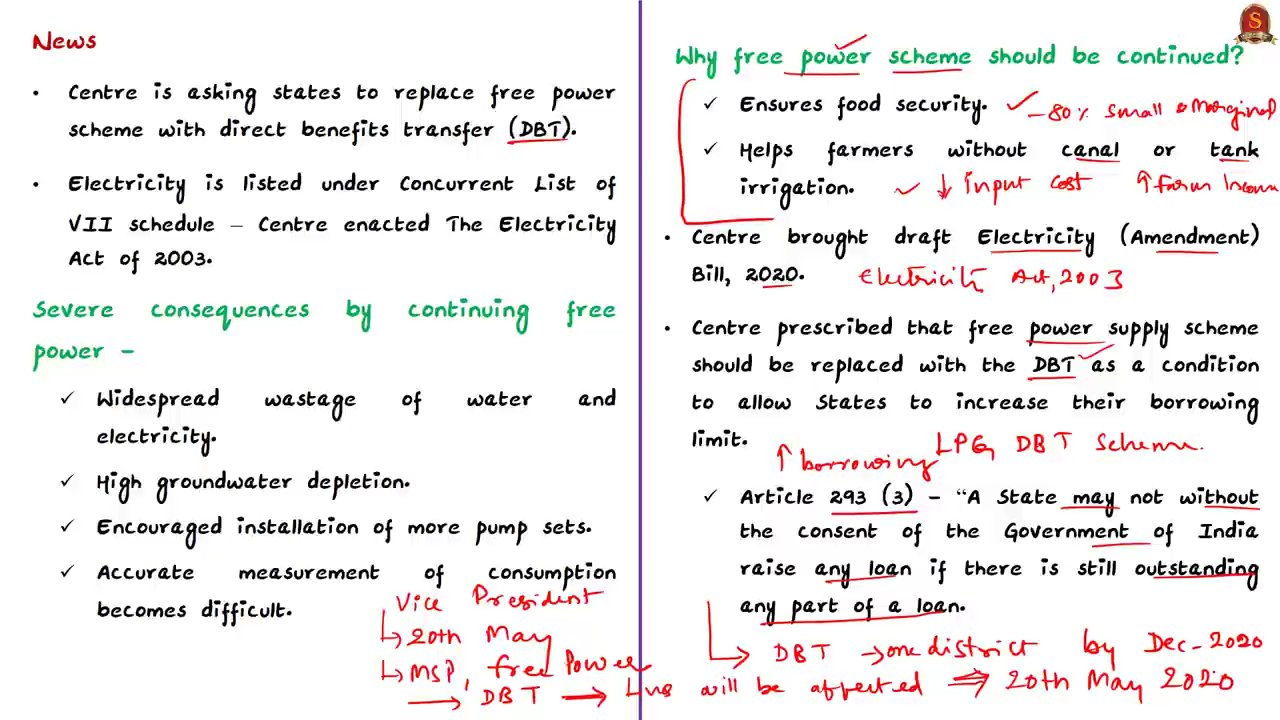 News
• Centre is asking states to replace free power
scheme with direct benefits transfer (DBT).
• Electricity is listed under Concurrent List of
VII schedule – Centre enacted The Electricity
Act of 2003.
Severe consequences by continuing free
power –
✓ Widespread wastage of water and
electricity.
✓ High groundwater depletion.
✓ Encouraged installation of more pump sets.
✓ Accurate measurement of consumption
becomes difficult.
Vice President
↳ 20th May
↳ MSP, free Power
→ DBT →
Why free power scheme should be continued?
✓ Ensures food security. ✓ – 80% small & Marginal
✓ Helps farmers without canal or tank
irrigation. ✓ ↓ Input cost ↑ Farm Income
• Centre brought draft Electricity (Amendment)
Bill, 2020. Electricity Act, 2003
• Centre prescribed that free power supply scheme
should be replaced with the DBT as a condition
to allow States to increase their borrowing
limit. LPG DBT Scheme.
↑ borrowing
✓ Article 293 (3) – “A State may not without
the consent of the Government of India
raise any loan if there is still outstanding
any part of a loan.
→ DBT → one district by Dec-2020
will be affected ⇒ 20th May 2020
S